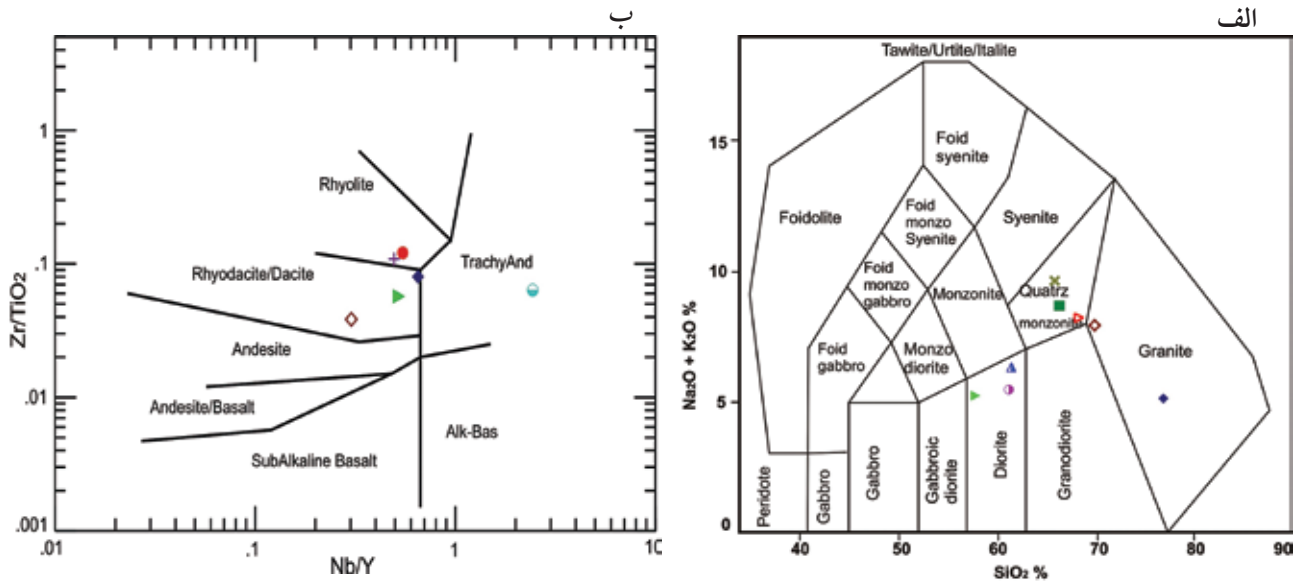 ب
Zr/TiO2
1
.1
.01
.001
Rhyolite
Rhyodacite/Dacite
TrachyAnd
Andesite
Andesite/Basalt
Alk-Bas
SubAlkaline Basalt
.01
.1
1
10
Nb/Y
الف
Na2O + K2O %
15
10
5
0
Tawite/Urtite/Italite
Foid
syenite
Foidolite
Foid
monzo
Syenite
Syenite
Foid
monzo
gabbro
Monzonite
Quatrz
monzonite
Foid
gabbro
Monzo
diorite
Granite
Peridote
Gabbro
Gabbro
Gabbroic
diorite
Diorite
Granodiorite
40
50
60
70
80
90
SiO2 %